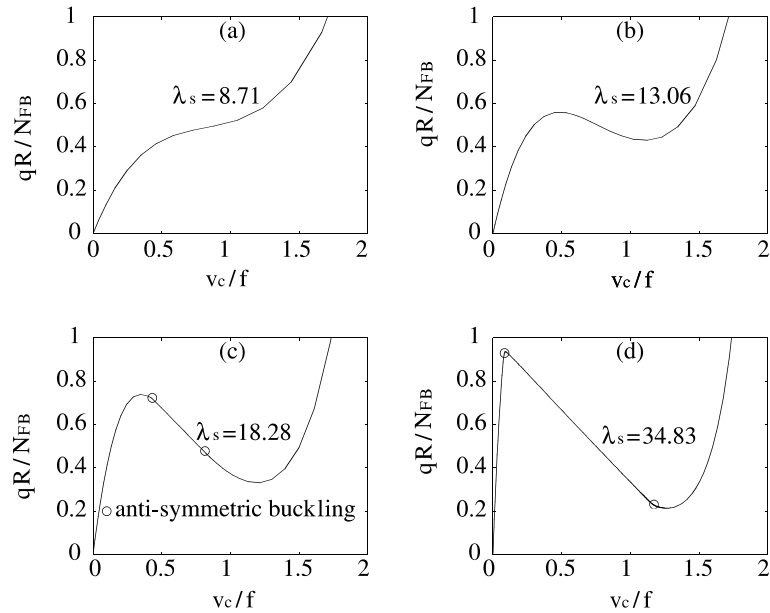 (a)
λs=8.71
qR/NFB
1
0.8
0.6
0.4
0.2
0
0 0.5 1 1.5 2
vc/f
(b)
λs=13.06
qR/NFB
1
0.8
0.6
0.4
0.2
0
0 0.5 1 1.5 2
vc/f
(c)
λs=18.28
qR/NFB
1
0.8
0.6
0.4
0.2
0
anti-symmetric buckling
0 0.5 1 1.5 2
vc/f
(d)
λs=34.83
qR/NFB
1
0.8
0.6
0.4
0.2
0
0 0.5 1 1.5 2
vc/f